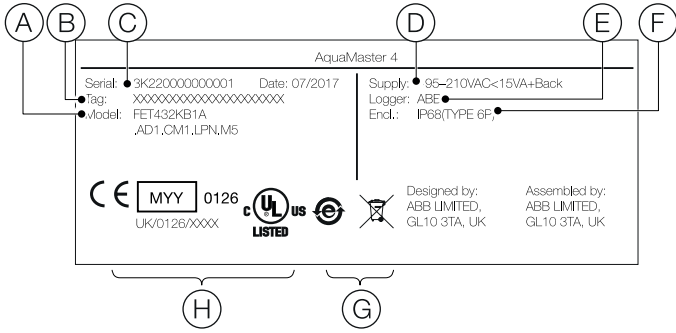 A B C D E F
AquaMaster 4
Serial: 3K220000000001 Date: 07/2017
Tag: XXXXXXXXXXXXXXXXXXXXXX
Model: FET432KB1A
,AD1,CM1,LPN,M5
Supply: 95–210VAC<15VA+Back
Logger: ABE
Encl.: IP68(TYPE 6P)
CE MYY 0126
UK/0126/XXXX
C UL US
LISTED
e
Designed by:
ABB LIMITED,
GL10 3TA, UK
Assembled by:
ABB LIMITED,
GL10 3TA, UK
H G